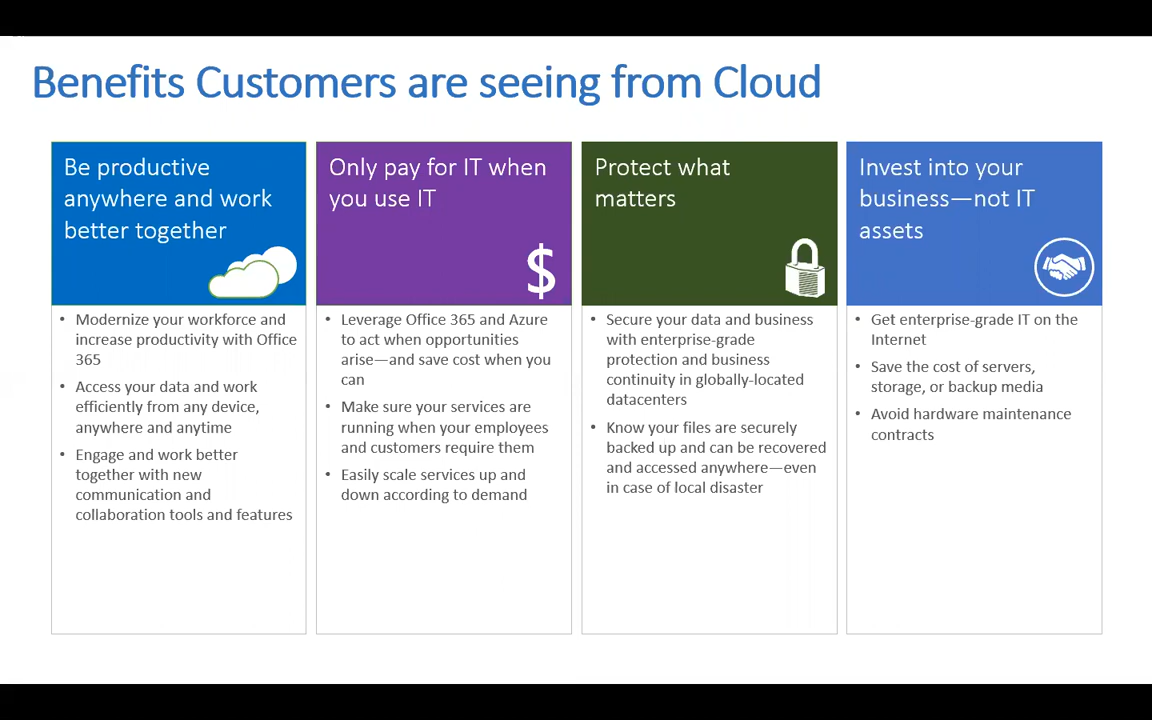 Benefits Customers are seeing from Cloud
Be productive
anywhere and work
better together
• Modernize your workforce and
increase productivity with Office
365
• Access your data and work
efficiently from any device,
anywhere and anytime
• Engage and work better
together with new
communication and
collaboration tools and features
Only pay for IT when
you use IT
$
• Leverage Office 365 and Azure
to act when opportunities
arise—and save cost when you
can
• Make sure your services are
running when your employees
and customers require them
• Easily scale services up and
down according to demand
Protect what
matters
• Secure your data and business
with enterprise-grade
protection and business
continuity in globally-located
datacenters
• Know your files are securely
backed up and can be recovered
and accessed anywhere—even
in case of local disaster
Invest into your
business—not IT
assets
• Get enterprise-grade IT on the
Internet
• Save the cost of servers,
storage, or backup media
• Avoid hardware maintenance
contracts